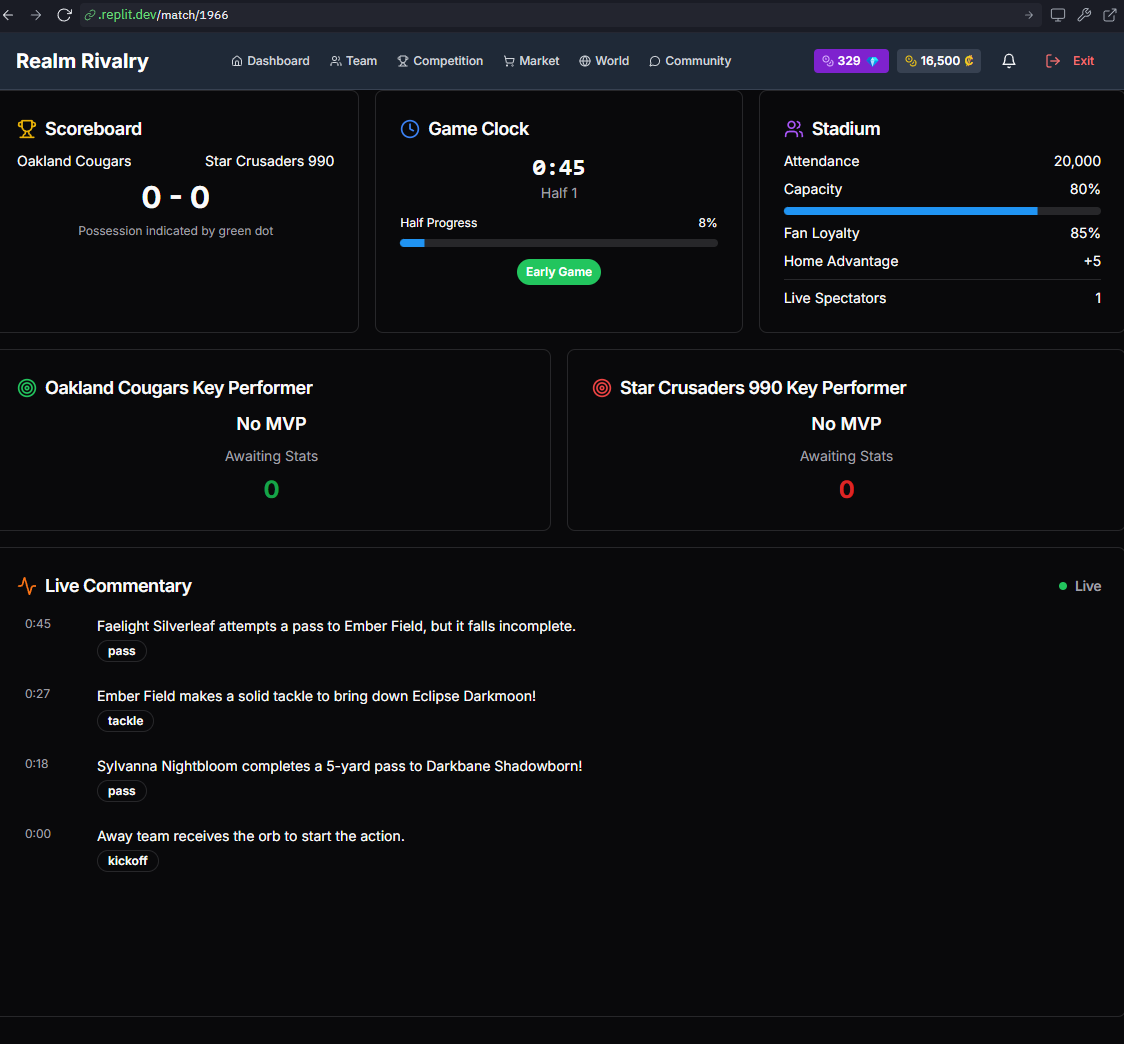 .replit.dev/match/1966
Realm Rivalry
Dashboard Team Competition Market World Community 329 16,500 ₡ Exit
Scoreboard
Oakland Cougars Star Crusaders 990
0 - 0
Possession indicated by green dot
Game Clock
0:45
Half 1
Half Progress 8%
Early Game
Stadium
Attendance 20,000
Capacity 80%
Fan Loyalty 85%
Home Advantage +5
Live Spectators 1
Oakland Cougars Key Performer
No MVP
Awaiting Stats
0
Star Crusaders 990 Key Performer
No MVP
Awaiting Stats
0
Live Commentary Live
0:45 Faelight Silverleaf attempts a pass to Ember Field, but it falls incomplete.
pass
0:27 Ember Field makes a solid tackle to bring down Eclipse Darkmoon!
tackle
0:18 Sylvanna Nightbloom completes a 5-yard pass to Darkbane Shadowborn!
pass
0:00 Away team receives the orb to start the action.
kickoff